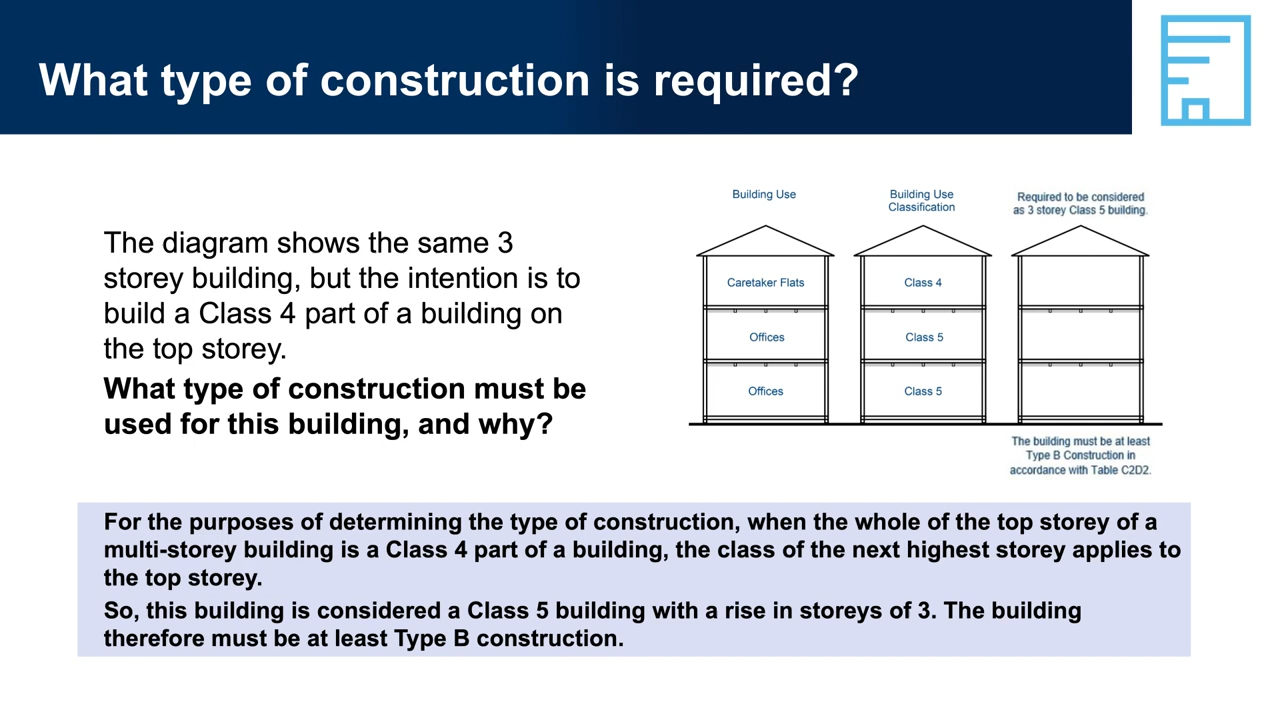 What type of construction is required?
The diagram shows the same 3
storey building, but the intention is to
build a Class 4 part of a building on
the top storey.
What type of construction must be
used for this building, and why?
Building Use
Caretaker Flats
Offices
Offices
Building Use
Classification
Class 4
Class 5
Class 5
Required to be considered
as 3 storey Class 5 building.
The building must be at least
Type B Construction in
accordance with Table C2D2.
For the purposes of determining the type of construction, when the whole of the top storey of a
multi-storey building is a Class 4 part of a building, the class of the next highest storey applies to
the top storey.
So, this building is considered a Class 5 building with a rise in storeys of 3. The building
therefore must be at least Type B construction.